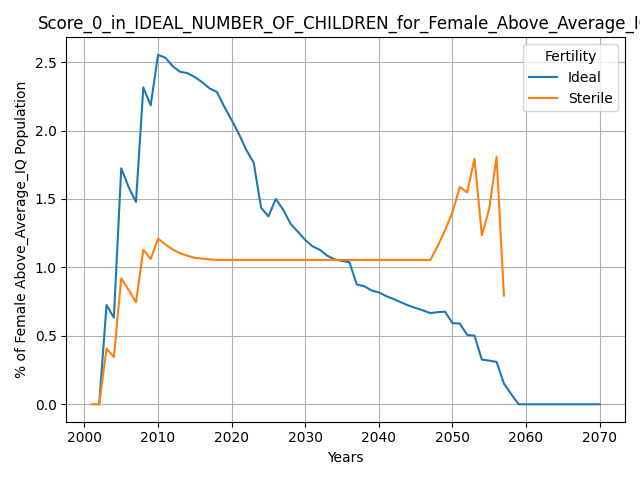 Score_0_in_IDEAL_NUMBER_OF_CHILDREN_for_Female_Above_Average_I
Fertility
Ideal
Sterile
% of Female Above_Average_IQ Population
2.5
2.0
1.5
1.0
0.5
0.0
2000 2010 2020 2030 2040 2050 2060 2070
Years